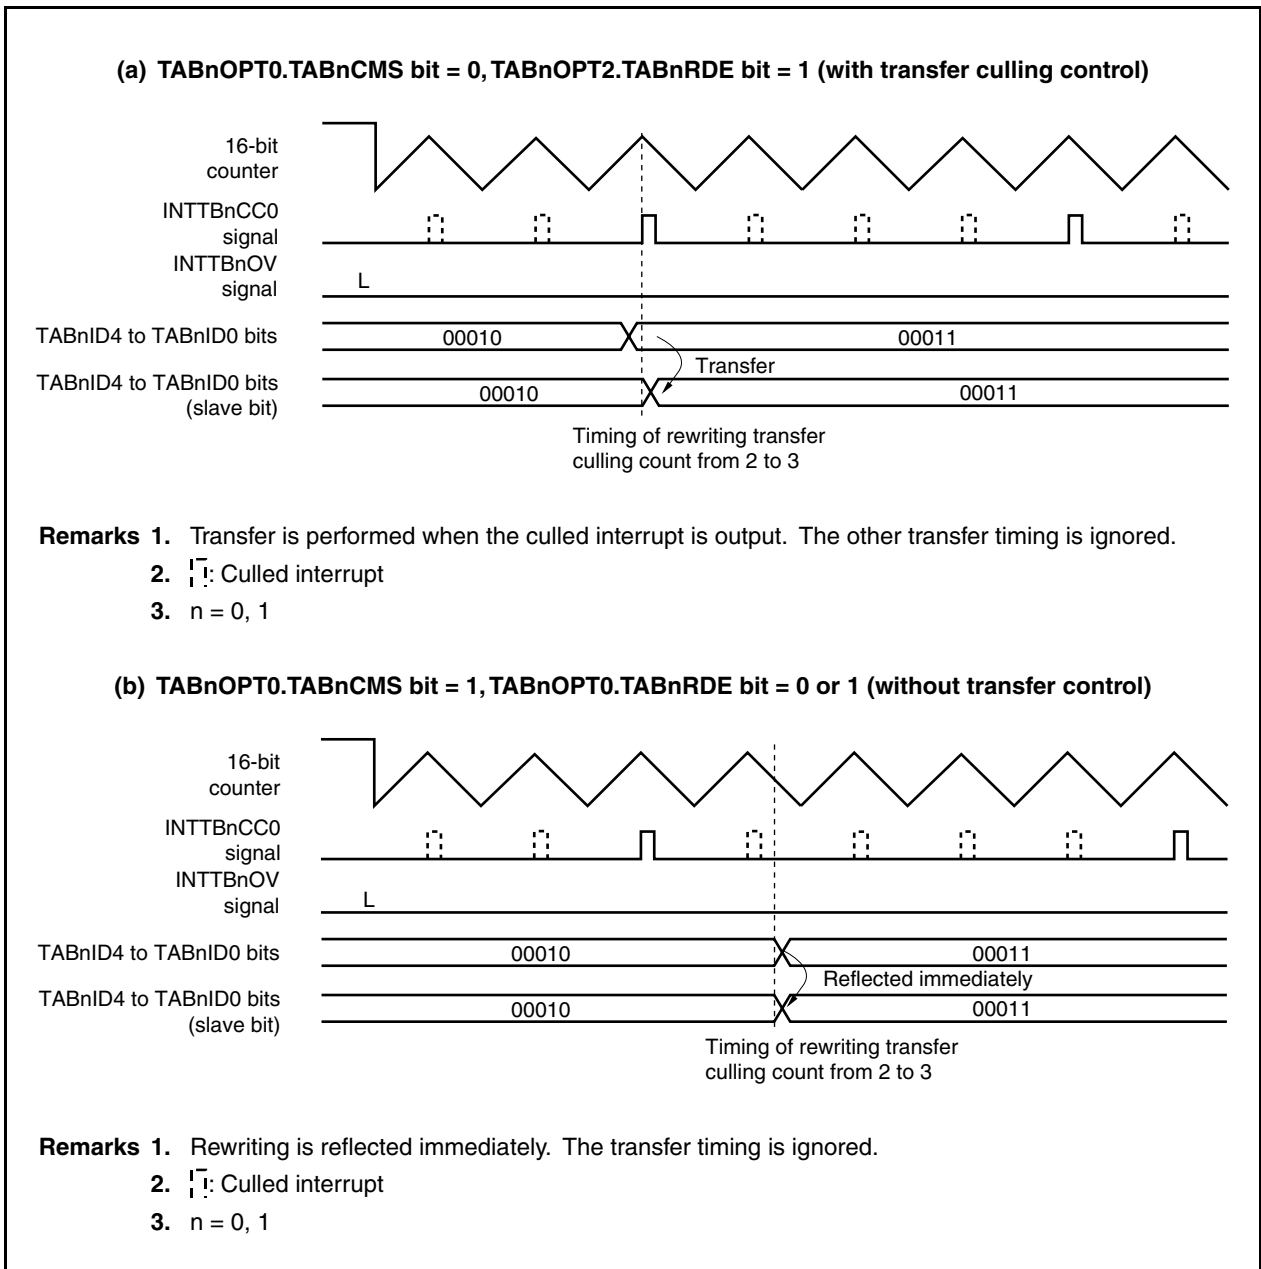 (a) TABnOPT0.TABnCMS bit = 0, TABnOPT2.TABnRDE bit = 1 (with transfer culling control)
16-bit
counter
INTTBnCC0
signal
INTTBnOV
signal
L
TABnID4 to TABnID0 bits
00010
00011
Transfer
TABnID4 to TABnID0 bits
(slave bit)
00010
00011
Timing of rewriting transfer
culling count from 2 to 3
Remarks 1. Transfer is performed when the culled interrupt is output. The other transfer timing is ignored.
2. : Culled interrupt
3. n = 0, 1
(b) TABnOPT0.TABnCMS bit = 1, TABnOPT0.TABnRDE bit = 0 or 1 (without transfer control)
16-bit
counter
INTTBnCC0
signal
INTTBnOV
signal
L
TABnID4 to TABnID0 bits
00010
00011
Reflected immediately
TABnID4 to TABnID0 bits
(slave bit)
00010
00011
Timing of rewriting transfer
culling count from 2 to 3
Remarks 1. Rewriting is reflected immediately. The transfer timing is ignored.
2. : Culled interrupt
3. n = 0, 1